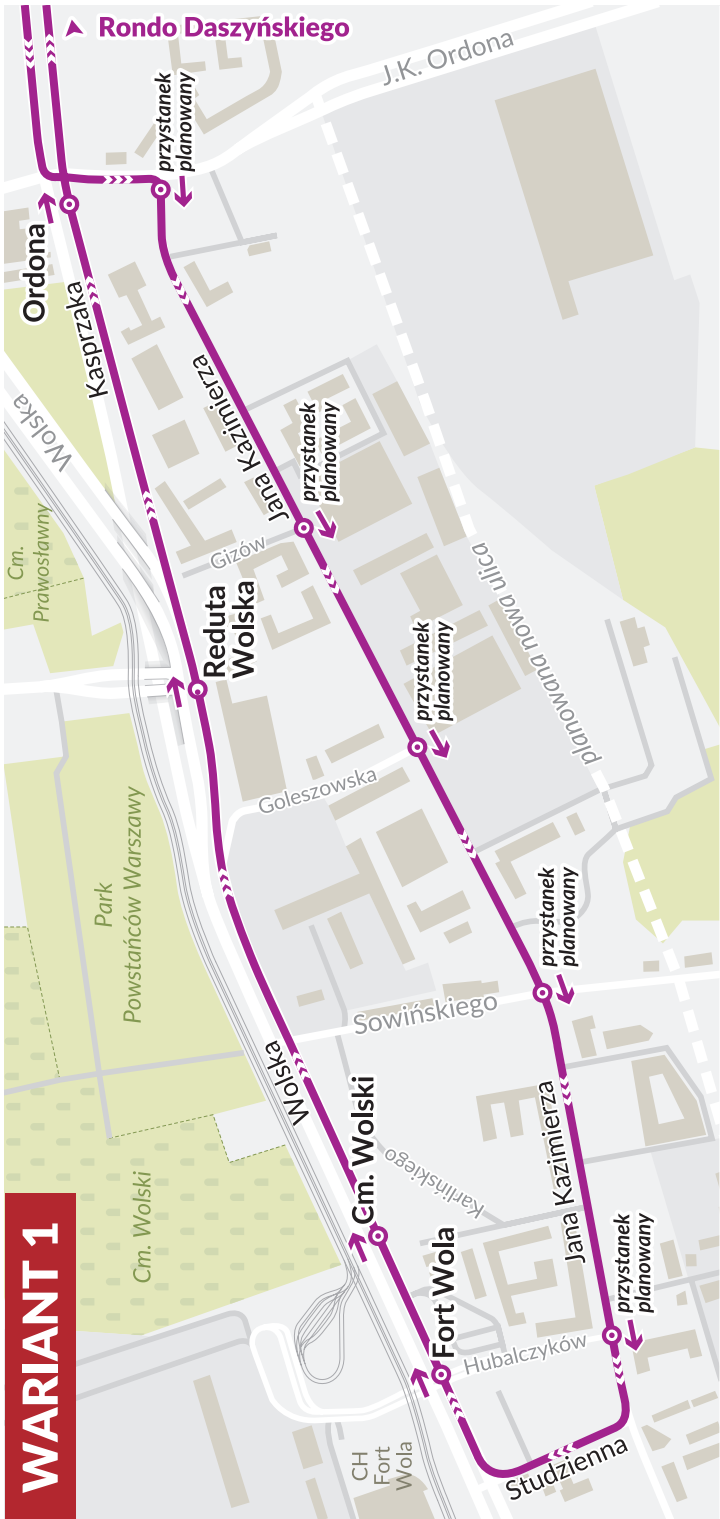 WARIANT 1
Rondo Daszyńskiego
J.K. Ordona
przystanek
planowany
Ordona
Kasprzaka
Wolska
Jana Kazimierza
przystanek
planowany
Cm.
Prawosławny
Gizów
Reduta
Wolska
planowana nowa ulica
przystanek
planowany
Goleszowska
Park
Powstańców Warszawy
przystanek
planowany
Sowińskiego
Wolska
Cm. Wolski
Cm. Wolski
Karlińskiego
Jana Kazimierza
przystanek
planowany
Fort Wola
Hubalczyków
CH
Fort
Wola
Studzienna